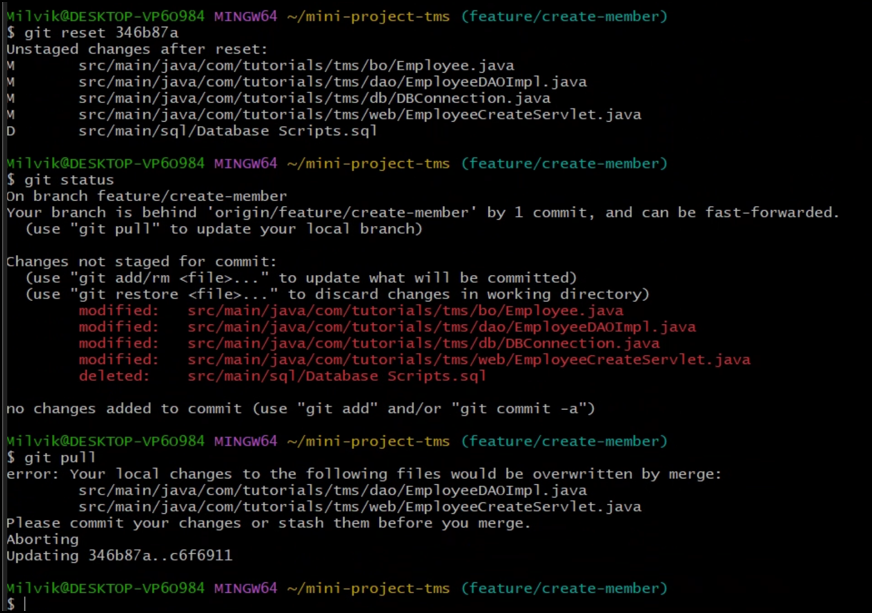 Milvik@DESKTOP-VP6O984 MINGW64 ~/mini-project-tms (feature/create-member)
$ git reset 346b87a
Unstaged changes after reset:
M       src/main/java/com/tutorials/tms/bo/Employee.java
M       src/main/java/com/tutorials/tms/dao/EmployeeDAOImpl.java
M       src/main/java/com/tutorials/tms/db/DBConnection.java
M       src/main/java/com/tutorials/tms/web/EmployeeCreateServlet.java
D       src/main/sql/Database Scripts.sql
Milvik@DESKTOP-VP6O984 MINGW64 ~/mini-project-tms (feature/create-member)
$ git status
On branch feature/create-member
Your branch is behind 'origin/feature/create-member' by 1 commit, and can be fast-forwarded.
  (use "git pull" to update your local branch)
Changes not staged for commit:
  (use "git add/rm <file>..." to update what will be committed)
  (use "git restore <file>..." to discard changes in working directory)
        modified:   src/main/java/com/tutorials/tms/bo/Employee.java
        modified:   src/main/java/com/tutorials/tms/dao/EmployeeDAOImpl.java
        modified:   src/main/java/com/tutorials/tms/db/DBConnection.java
        modified:   src/main/java/com/tutorials/tms/web/EmployeeCreateServlet.java
        deleted:    src/main/sql/Database Scripts.sql
no changes added to commit (use "git add" and/or "git commit -a")
Milvik@DESKTOP-VP6O984 MINGW64 ~/mini-project-tms (feature/create-member)
$ git pull
error: Your local changes to the following files would be overwritten by merge:
        src/main/java/com/tutorials/tms/dao/EmployeeDAOImpl.java
        src/main/java/com/tutorials/tms/web/EmployeeCreateServlet.java
Please commit your changes or stash them before you merge.
Aborting
Updating 346b87a..c6f6911
Milvik@DESKTOP-VP6O984 MINGW64 ~/mini-project-tms (feature/create-member)
$